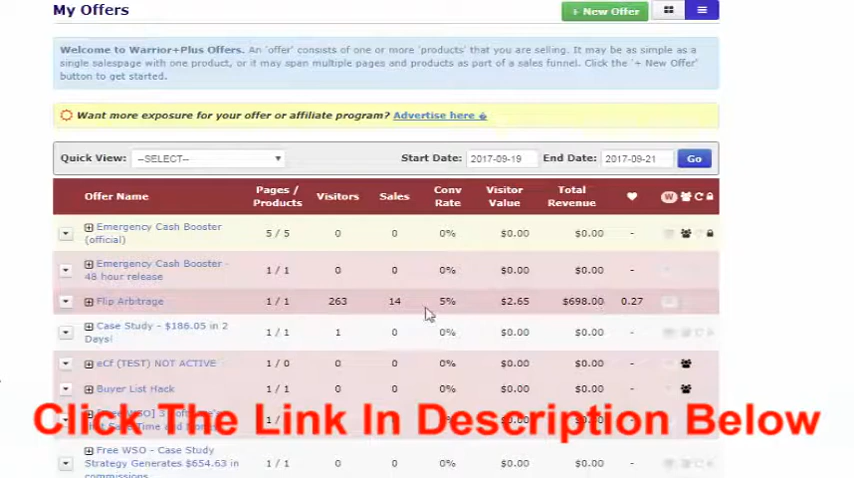 My Offers
+ New Offer
Welcome to Warrior+Plus Offers. An 'offer' consists of one or more 'products' that you are selling. It may be as simple as a
single salespage with one product, or it may span multiple pages and products as part of a sales funnel. Click the '+ New Offer'
button to get started.
Want more exposure for your offer or affiliate program? Advertise here �
Quick View: --SELECT-- Start Date: 2017-09-19 End Date: 2017-09-21 Go
Offer Name Pages / Products Visitors Sales Conv Rate Visitor Value Total Revenue W
Emergency Cash Booster (official) 5 / 5 0 0 0% $0.00 $0.00 -
Emergency Cash Booster - 48 hour release 1 / 1 0 0 0% $0.00 $0.00 -
Flip Arbitrage 1 / 1 263 14 5% $2.65 $698.00 0.27
Case Study - $186.05 in 2 Days! 1 / 1 1 0 0% $0.00 $0.00 -
eCf (TEST) NOT ACTIVE 1 / 0 0 0 0% $0.00 $0.00 -
Buyer List Hack 1 / 1 0 0 0% $0.00 $0.00 -
Click The Link In Description Below
Free WSO - Case Study Strategy Generates $654.63 in commissions 1 / 1 0 0 0% $0.00 $0.00 -